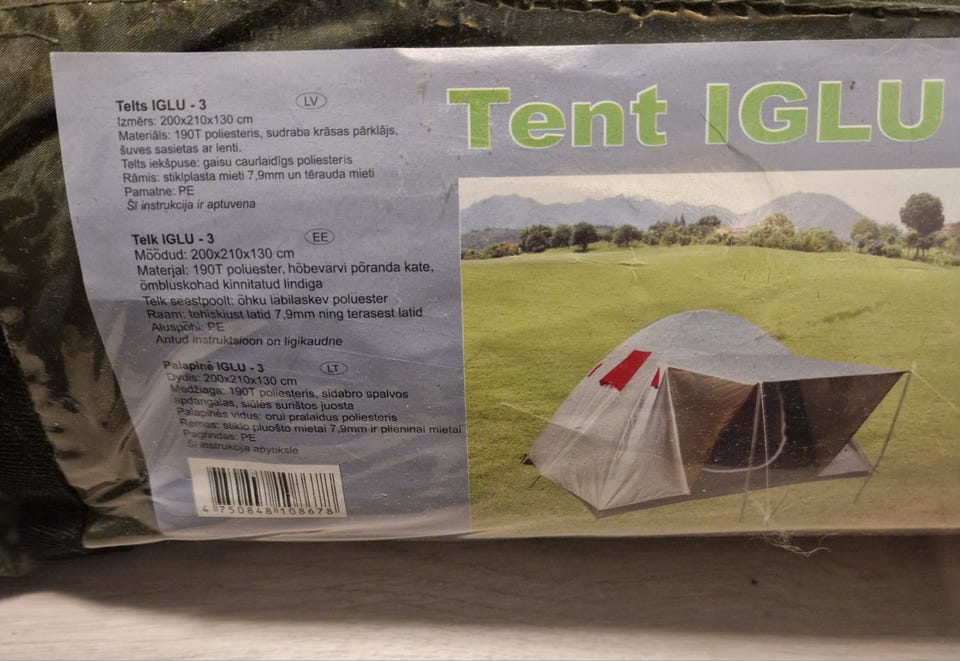 Tent IGLU
Telts IGLU - 3
LV
Izmērs: 200x210x130 cm
Materiāls: 190T poliesteris, sudraba krāsas pārklājs,
šuves sasietas ar lenti.
Telts iekšpuse: gaisu caurlaidīgs poliesteris
Rāmis: stiklplasta mieti 7,9mm un tērauda mieti
Pamatne: PE
Šī instrukcija ir aptuvena
Telk IGLU - 3
EE
Möödud: 200x210x130 cm
Materjal: 190T poluester, hõbevärvi põranda kate,
ömbluskohad kinnitatud lindiga
Telk seestpoolt: öhku läbilaskev polüester
Raam: tehiskiust latid 7,9mm ning terasest latid
Aluspõhi: PE
Antud instruktsioon on ligikaudne
Palapinė IGLU - 3
LT
Dydis: 200x210x130 cm
Medžiaga: 190T poliesteris, sidabro spalvos
apdangalas, siūlės surištos juosta
Palapinės vidus: orui pralaidus poliesteris
Rėmas: stiklo pluošto mietai 7,9mm ir plieniniai mietai
Pagrindas: PE
Ši instrukcija apytikslė
4 750848 108678